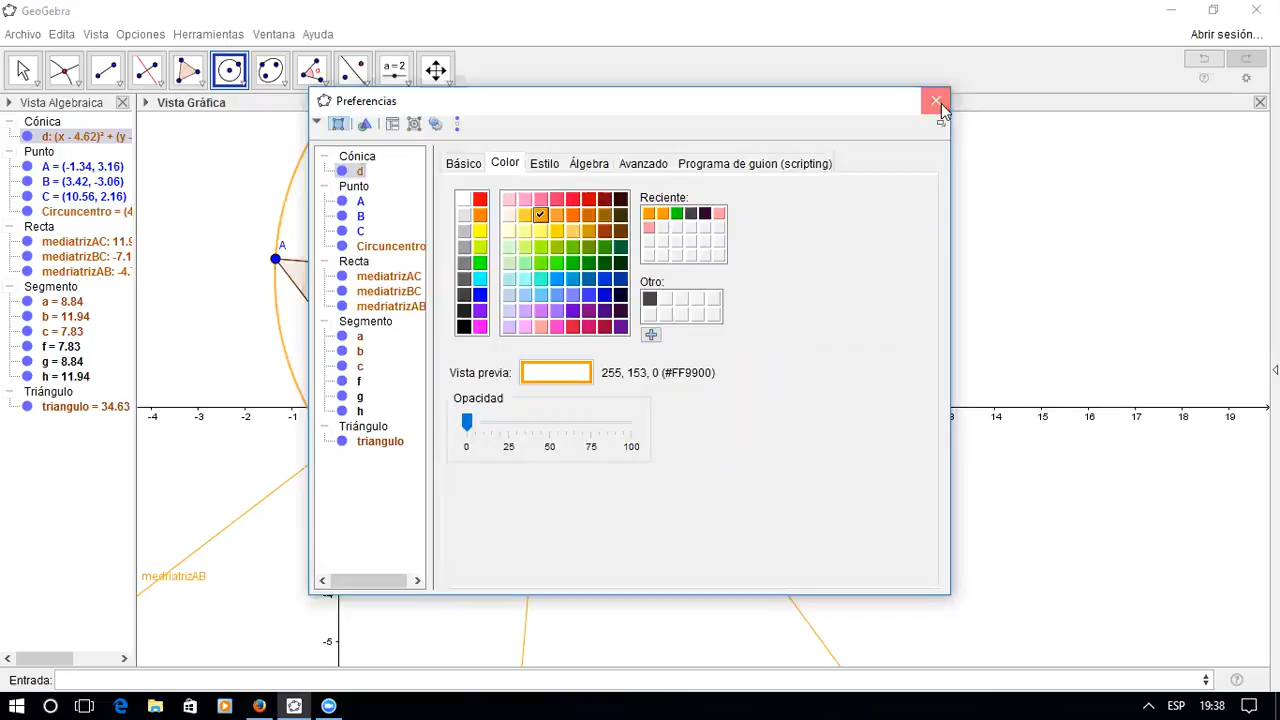 GeoGebra
Archivo Edita Vista Opciones Herramientas Ventana Ayuda
Abrir sesión...
a = 2
Vista Algebraica
Vista Gráfica
Cónica
d: (x - 4.62)² + (y -
Punto
A = (-1.34, 3.16)
B = (3.42, -3.06)
C = (10.56, 2.16)
Circuncentro = (4
Recta
mediatrizAC: 11.9
mediatrizBC: -7.1
medriatrizAB: -4.
Segmento
a = 8.84
b = 11.94
c = 7.83
f = 7.83
g = 8.84
h = 11.94
Triángulo
triangulo = 34.63
A
-4 -3 -2 -1
13 14 15 16 17 18 19
-5
medriatrizAB
Preferencias
Cónica
d
Punto
A
B
C
Circuncentro
Recta
mediatrizAC
mediatrizBC
medriatrizAB
Segmento
a
b
c
f
g
h
Triángulo
triangulo
Básico Color Estilo Álgebra Avanzado Programa de guion (scripting)
Reciente:
Otro:
Vista previa: 255, 153, 0 (#FF9900)
Opacidad
0 25 50 75 100
Entrada:
ESP 19:38